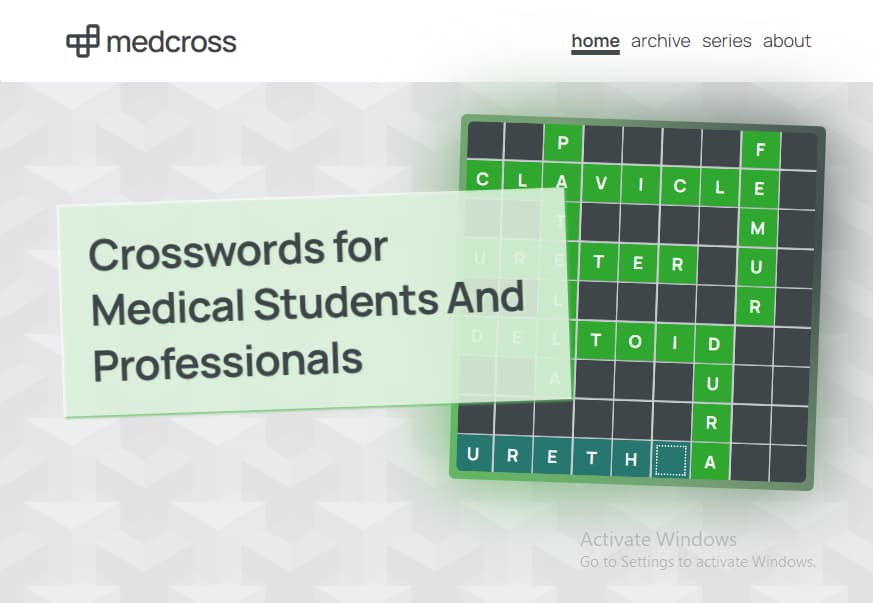 medcross
home archive series about
P F
C L A V I C L E
T M
U R E T E R U
L R
D E L T O I D
A U
R
U R E T H A
Crosswords for
Medical Students And
Professionals
Activate Windows
Go to Settings to activate Windows.